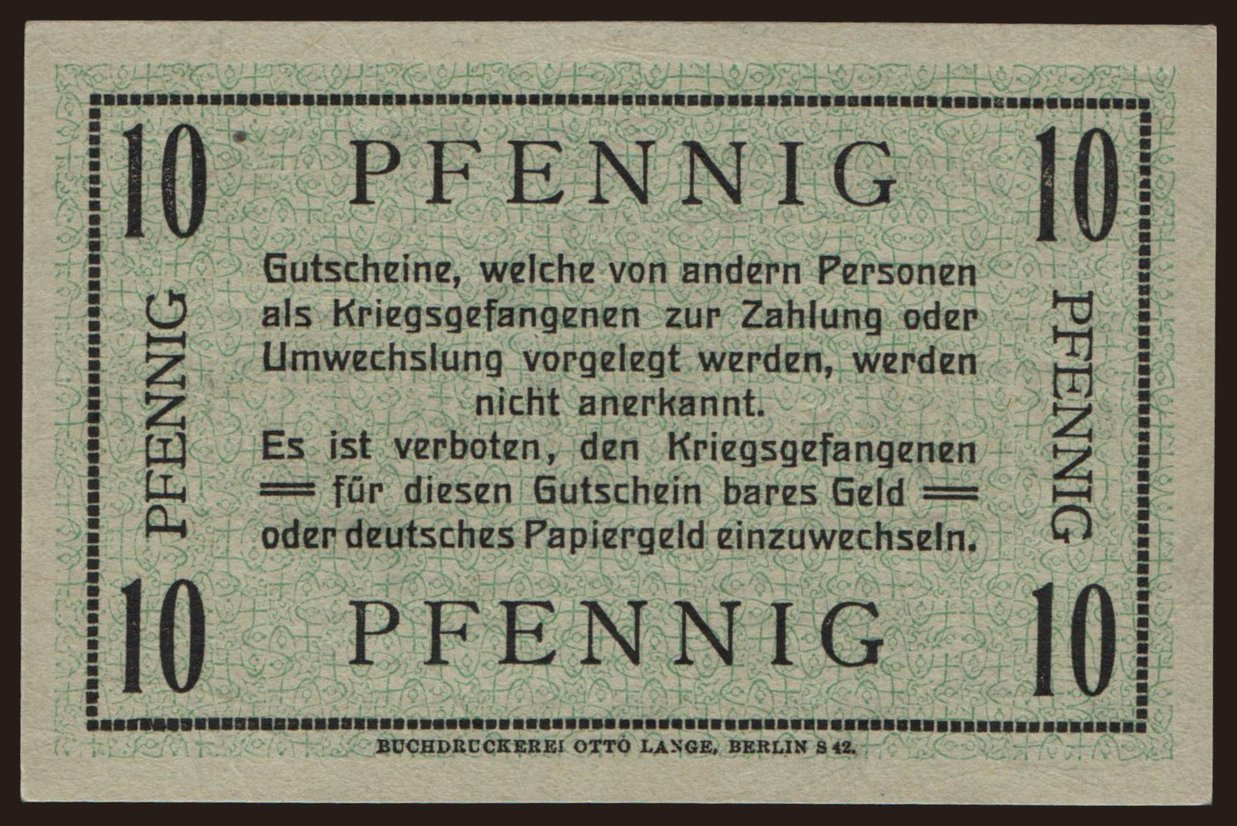 10 PFENNIG 10
Gutscheine, welche von andern Personen
als Kriegsgefangenen zur Zahlung oder
Umwechslung vorgelegt werden, werden
nicht anerkannt.
Es ist verboten, den Kriegsgefangenen
für diesen Gutschein bares Geld
oder deutsches Papiergeld einzuwechseln.
PFENNIG
PFENNIG
10 PFENNIG 10
BUCHDRUCKEREI OTTO LANGE, BERLIN S 42.